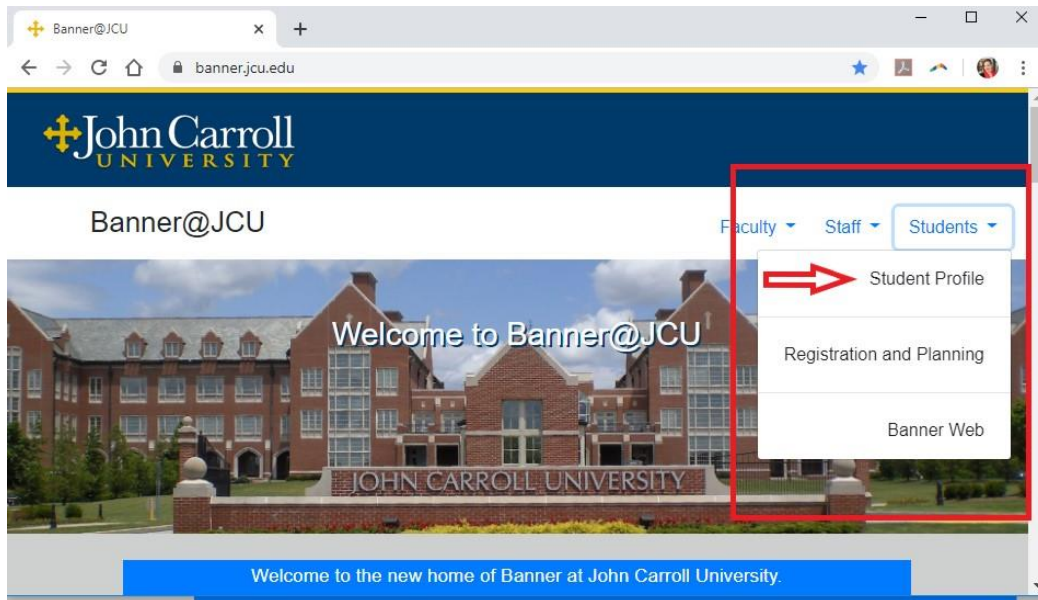 Banner@JCU
banner.jcu.edu
John Carroll
UNIVERSITY
Banner@JCU
Faculty
Staff
Students
Student Profile
Registration and Planning
Banner Web
Welcome to Banner@JCU
JOHN CARROLL UNIVERSITY
Welcome to the new home of Banner at John Carroll University.